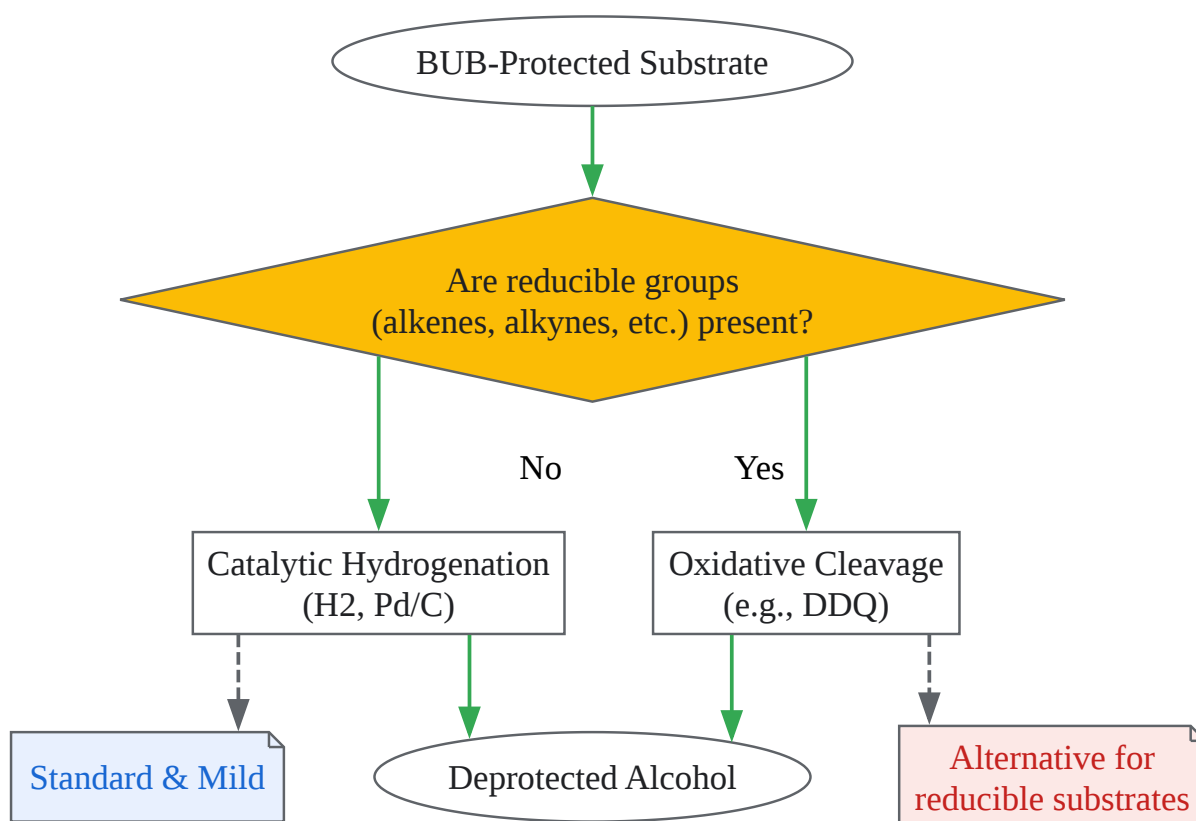 BUB-Protected Substrate
Are reducible groups
(alkenes, alkynes, etc.) present?
No
Yes
Catalytic Hydrogenation
(H2, Pd/C)
Oxidative Cleavage
(e.g., DDQ)
Standard & Mild
Deprotected Alcohol
Alternative for
reducible substrates